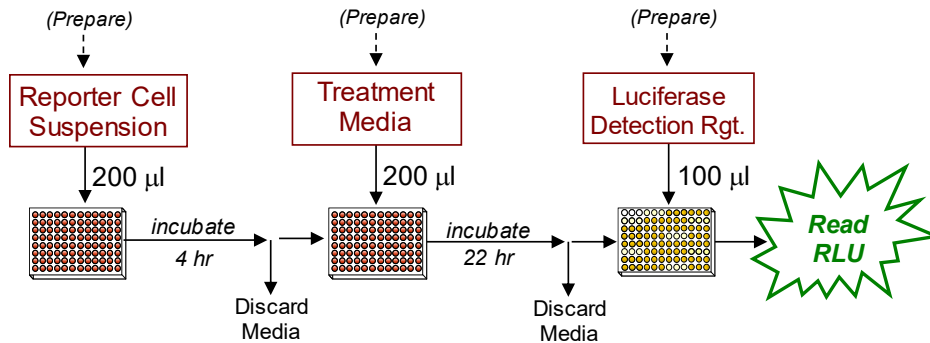 (Prepare)
(Prepare)
(Prepare)
Reporter Cell
Suspension
Treatment
Media
Luciferase
Detection Rgt.
200 µl
200 µl
100 µl
incubate
4 hr
incubate
22 hr
Read
RLU
Discard
Media
Discard
Media